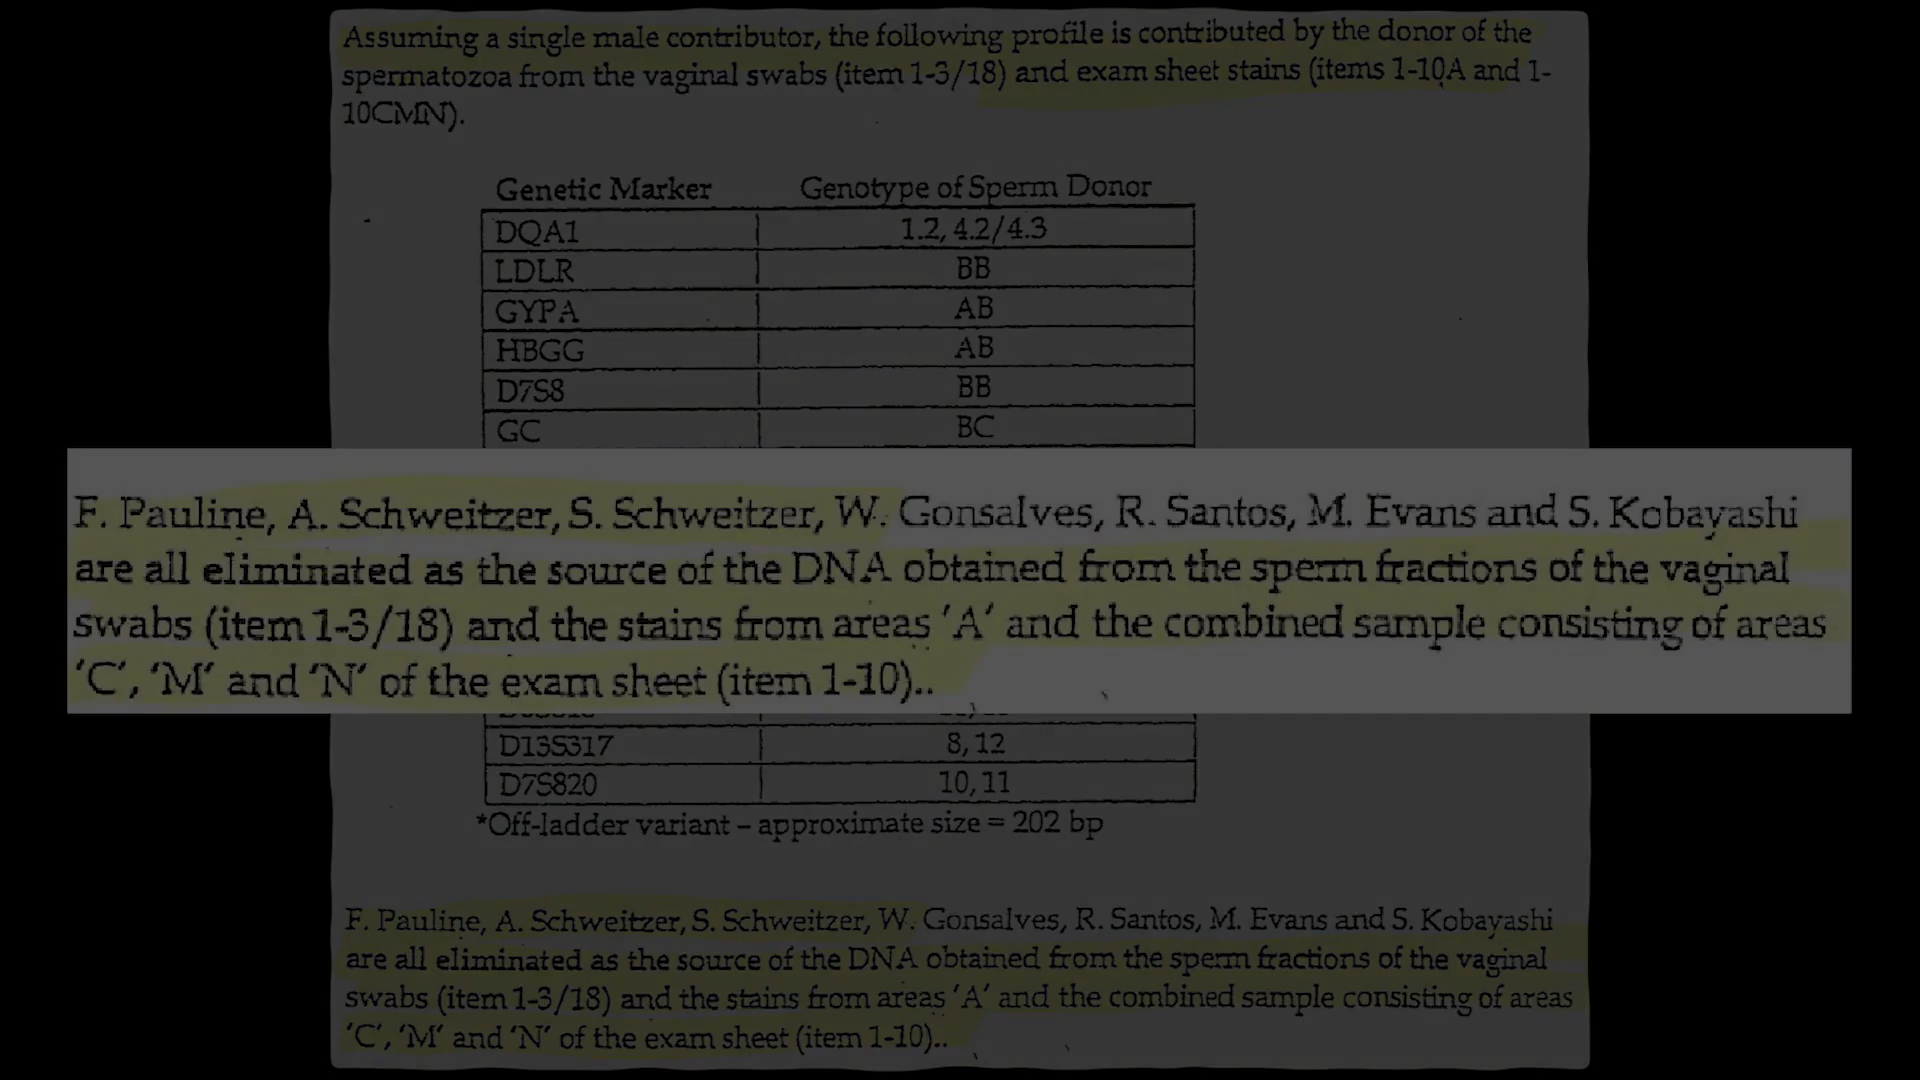 Assuming a single male contributor, the following profile is contributed by the donor of the
spermatozoa from the vaginal swabs (item 1-3/18) and exam sheet stains (items 1-10A and 1-
10CMN).
Genetic Marker Genotype of Sperm Donor
DQA1 1.2, 4.2/4.3
LDLR BB
GYPA AB
HBGG AB
D7S8 BB
GC BC
F. Pauline, A. Schweitzer, S. Schweitzer, W. Gonsalves, R. Santos, M. Evans and S. Kobayashi
are all eliminated as the source of the DNA obtained from the sperm fractions of the vaginal
swabs (item 1-3/18) and the stains from areas 'A' and the combined sample consisting of areas
'C', 'M' and 'N' of the exam sheet (item 1-10)..
D13S317 8, 12
D7S820 10, 11
*Off-ladder variant – approximate size = 202 bp
F. Pauline, A. Schweitzer, S. Schweitzer, W. Gonsalves, R. Santos, M. Evans and S. Kobayashi
are all eliminated as the source of the DNA obtained from the sperm fractions of the vaginal
swabs (item 1-3/18) and the stains from areas 'A' and the combined sample consisting of areas
'C', 'M' and 'N' of the exam sheet (item 1-10)..